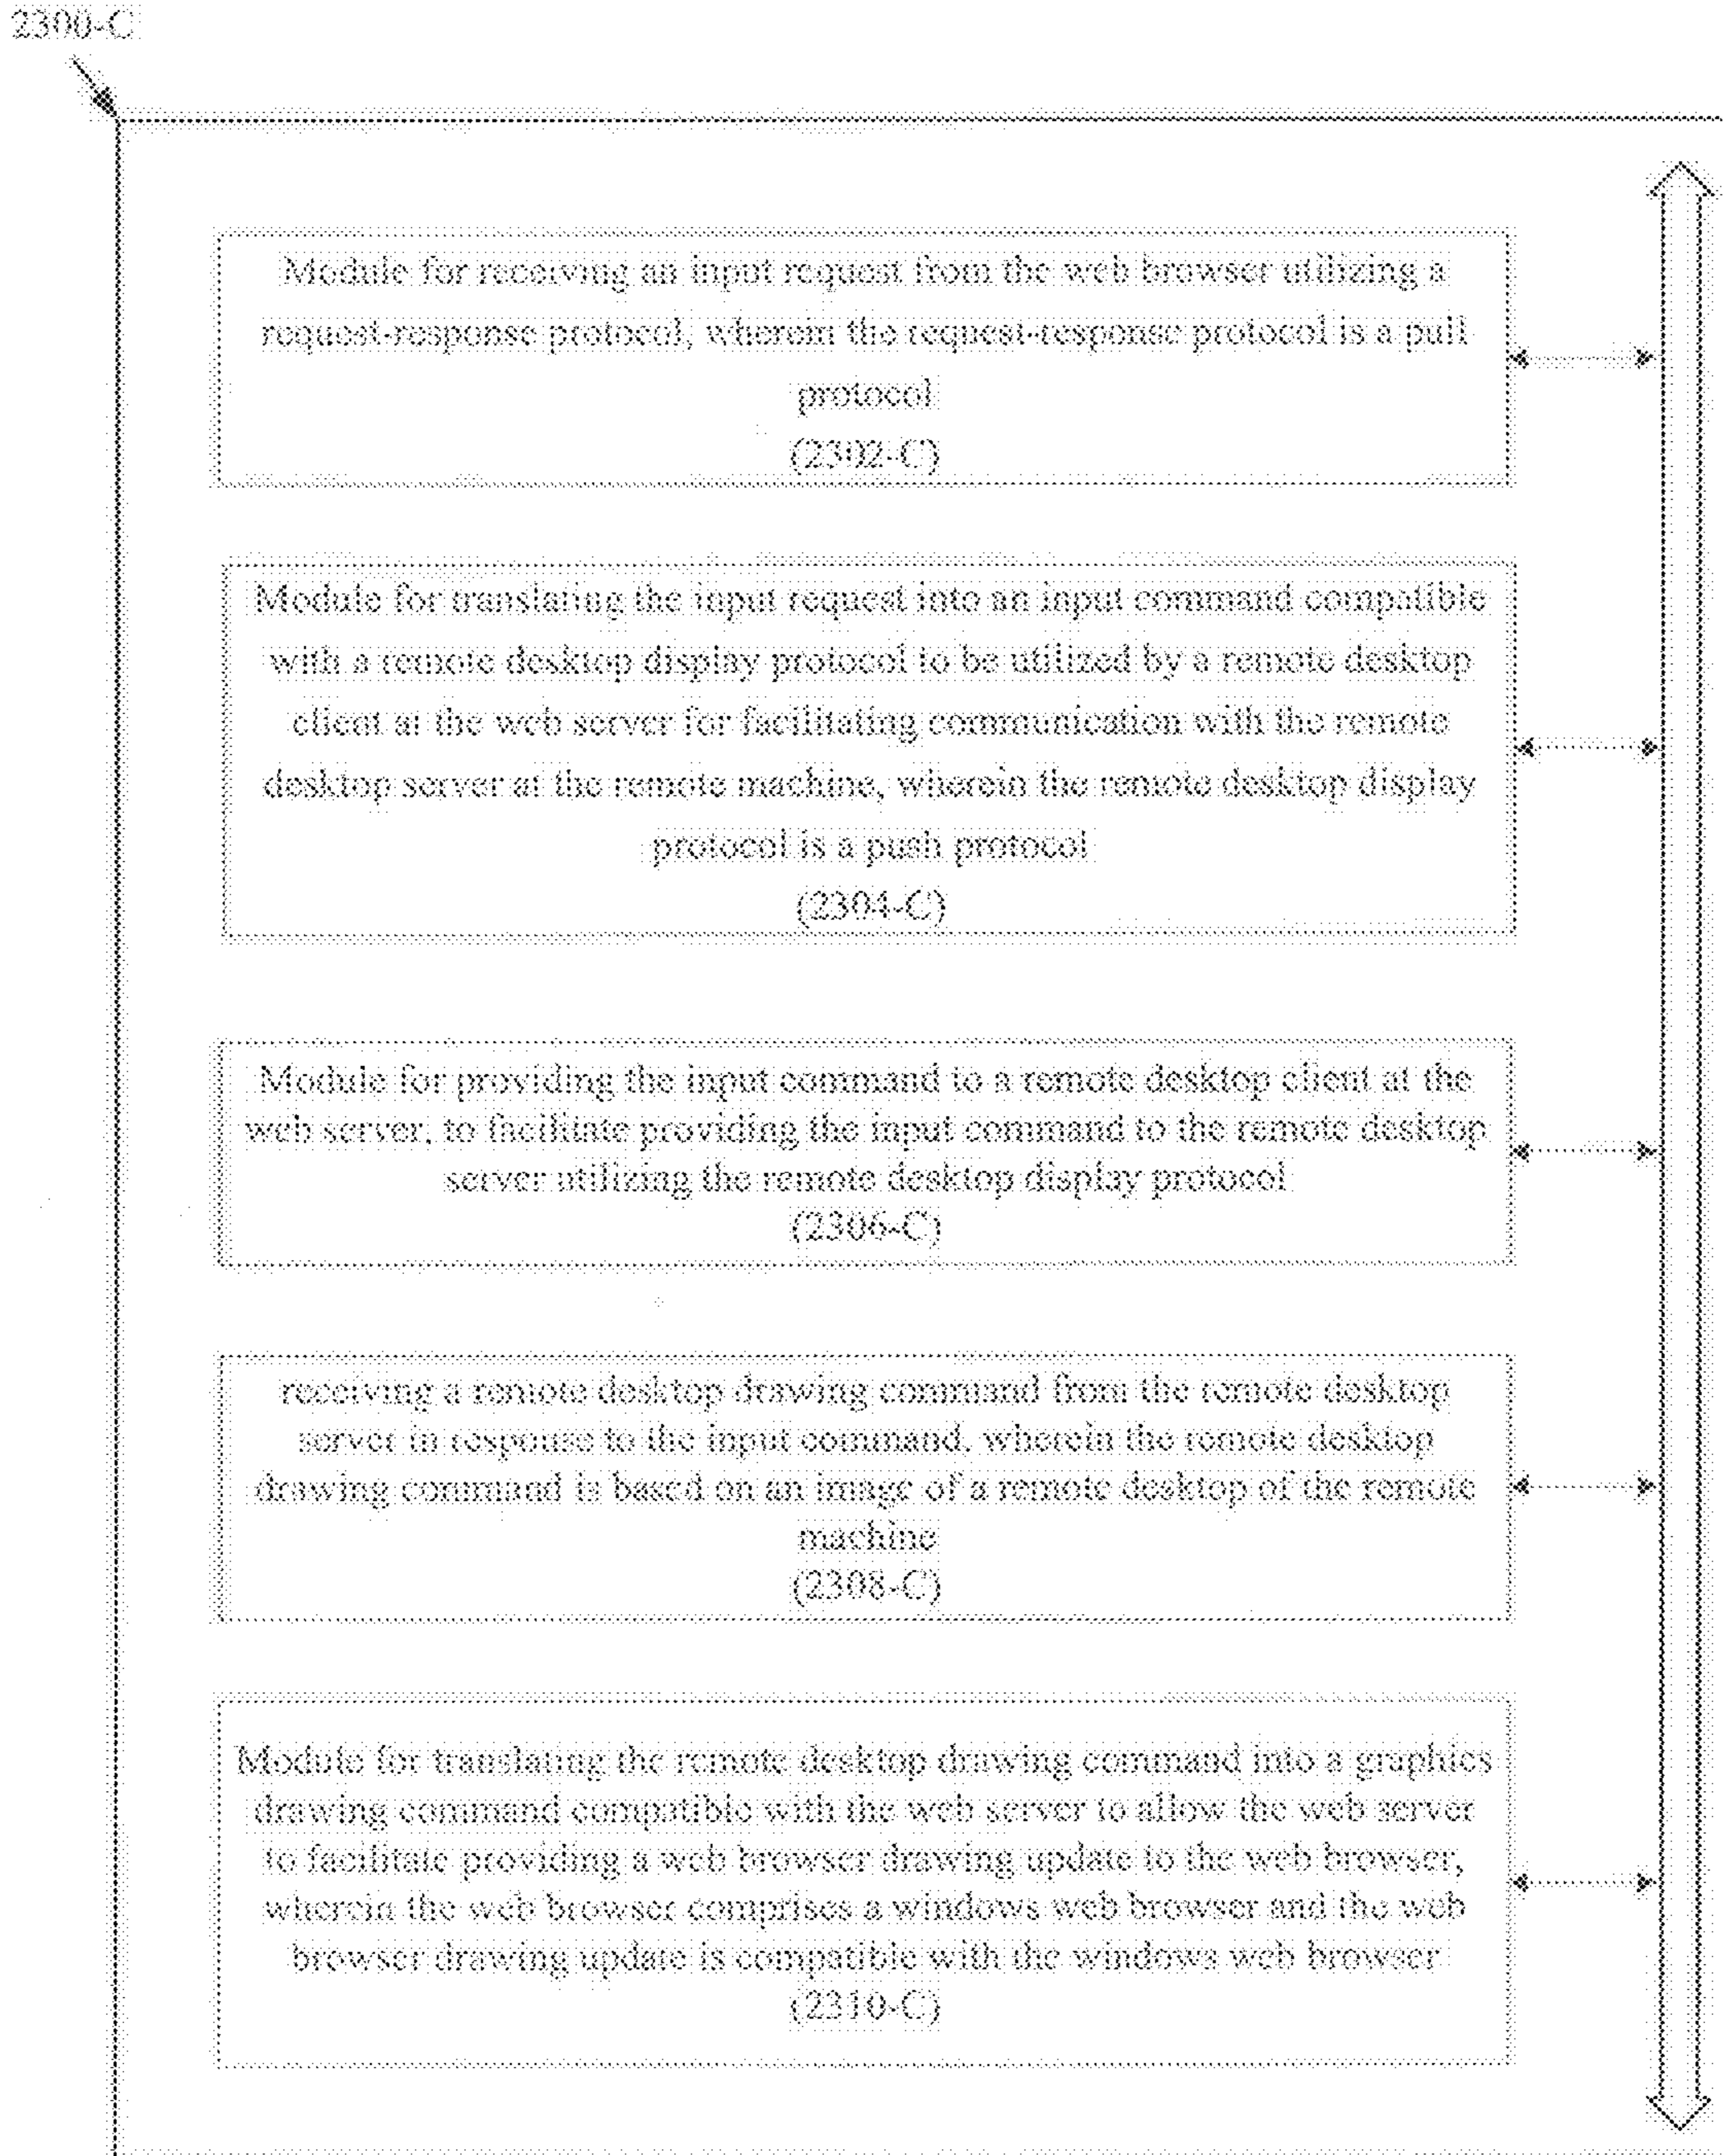 2300-C
Module for receiving an input request from the web browser utilizing a
request-response protocol, wherein the request-response protocol is a pull
protocol
(2302-C)
Module for translating the input request into an input command compatible
with a remote desktop display protocol to be utilized by a remote desktop
client at the web server for facilitating communication with the remote
desktop server at the remote machine, wherein the remote desktop display
protocol is a push protocol
(2304-C)
Module for providing the input command to a remote desktop client at the
web server, to facilitate providing the input command to the remote desktop
server utilizing the remote desktop display protocol
(2306-C)
receiving a remote desktop drawing command from the remote desktop
server in response to the input command, wherein the remote desktop
drawing command is based on an image of a remote desktop of the remote
machine
(2308-C)
Module for translating the remote desktop drawing command into a graphics
drawing command compatible with the web server to allow the web server
to facilitate providing a web browser drawing update to the web browser,
wherein the web browser comprises a windows web browser and the web
browser drawing update is compatible with the windows web browser
(2310-C)